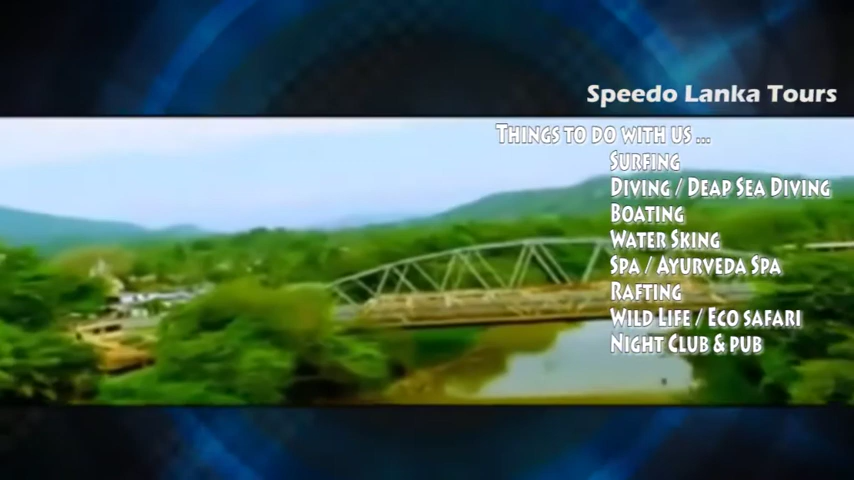 Speedo Lanka Tours
Things to do with us ...
Surfing
Diving / Deap Sea Diving
Boating
Water Sking
Spa / Ayurveda Spa
Rafting
Wild Life / Eco safari
Night Club & pub